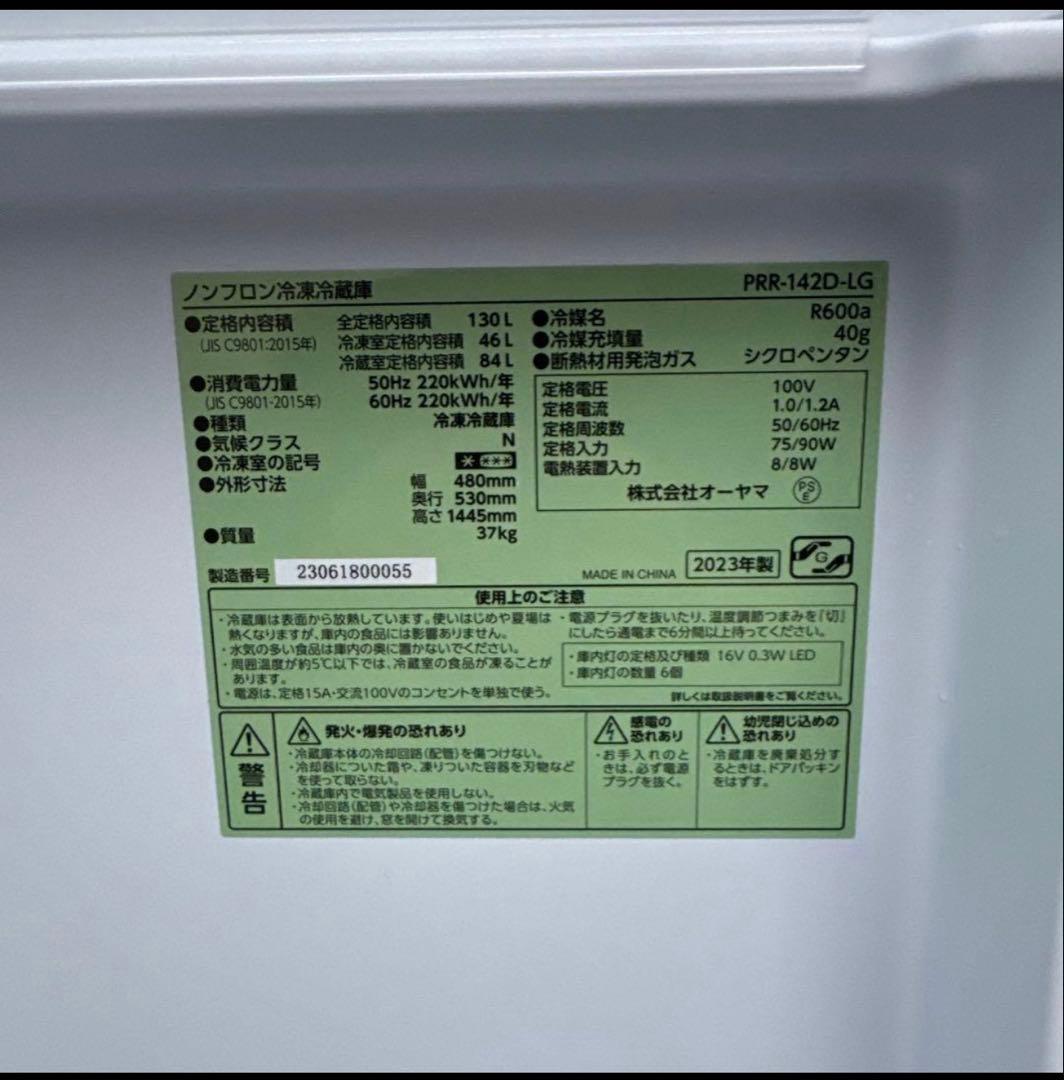 ノンフロン冷凍冷蔵庫 PRR-142D-LG
●定格内容積 全定格内容積 130L
(JIS C9801:2015年) 冷凍室定格内容積 46L
冷蔵室定格内容積 84L
●消費電力量 50Hz 220kWh/年
(JIS C9801-2015年) 60Hz 220kWh/年
●種類 冷凍冷蔵庫
●気候クラス N
●冷凍室の記号 * ***
●外形寸法 幅 480mm
奥行 530mm
高さ 1445mm
●質量 37kg
●冷媒名 R600a
●冷媒充填量 40g
●断熱材用発泡ガス シクロペンタン
定格電圧 100V
定格電流 1.0/1.2A
定格周波数 50/60Hz
定格入力 75/90W
電熱装置入力 8/8W
株式会社オーヤマ PSE
製造番号 23061800055
MADE IN CHINA 2023年製 G
使用上のご注意
・冷蔵庫は表面から放熱しています。使いはじめや夏場は
熱くなりますが、庫内の食品には影響ありません。
・水気の多い食品は庫内の奥に置かないでください。
・周囲温度が約5℃以下では、冷蔵室の食品が凍ることが
あります。
・電源は、定格15A・交流100Vのコンセントを単独で使う。
・電源プラグを抜いたり、温度調節つまみを「切」
にしたら通電まで6分間以上待ってください。
・庫内灯の定格及び種類 16V 0.3W LED
・庫内灯の数量 6個
詳しくは取扱説明書をご覧ください。
警告
発火・爆発の恐れあり
・冷蔵庫本体の冷却回路(配管)を傷つけない。
・冷却器についた霜や、凍りついた容器を刃物など
を使って取らない。
・冷蔵庫内で電気製品を使用しない。
・冷却回路(配管)や冷却器を傷つけた場合は、火気
の使用を避け、窓を開けて換気する。
感電の
恐れあり
・お手入れのと
きは、必ず電源
プラグを抜く。
幼児閉じ込めの
恐れあり
・冷蔵庫を廃棄処分す
るときは、ドアパッキン
をはずす。